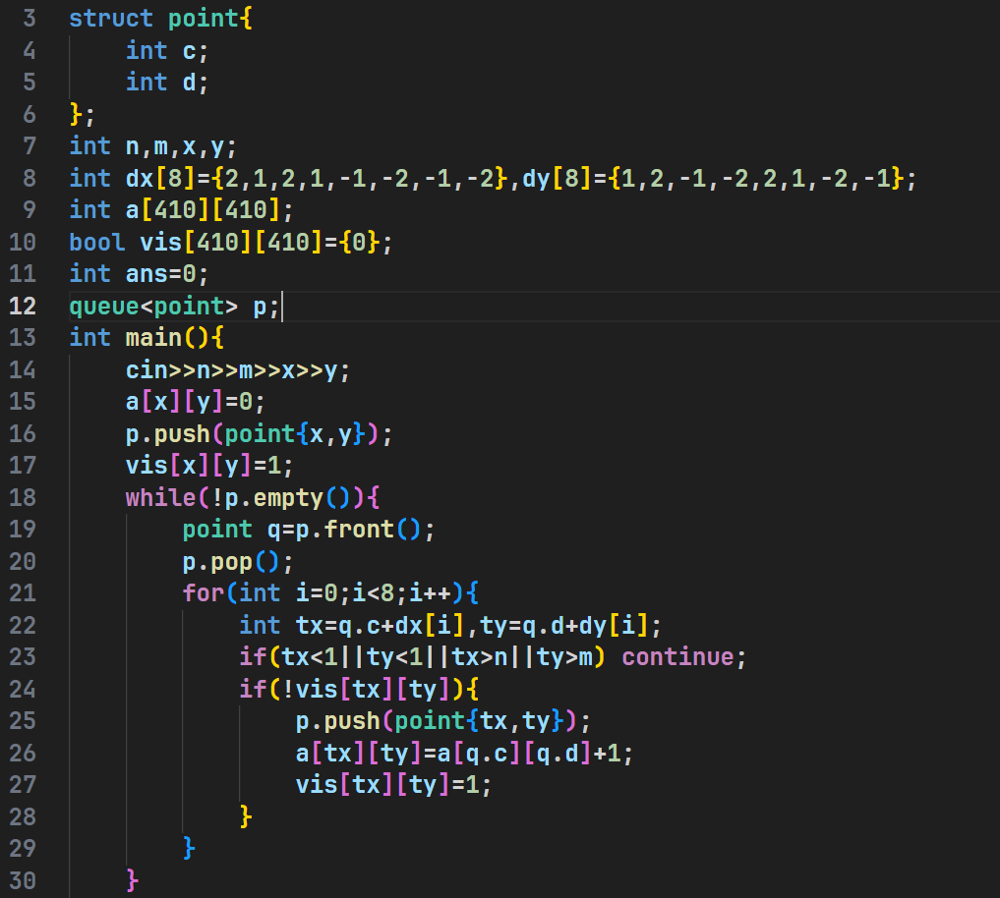 3 struct point{
4     int c;
5     int d;
6 };
7 int n,m,x,y;
8 int dx[8]={2,1,2,1,-1,-2,-1,-2},dy[8]={1,2,-1,-2,2,1,-2,-1};
9 int a[410][410];
10 bool vis[410][410]={0};
11 int ans=0;
12 queue<point> p;
13 int main(){
14     cin>>n>>m>>x>>y;
15     a[x][y]=0;
16     p.push(point{x,y});
17     vis[x][y]=1;
18     while(!p.empty()){
19         point q=p.front();
20         p.pop();
21         for(int i=0;i<8;i++){
22             int tx=q.c+dx[i],ty=q.d+dy[i];
23             if(tx<1||ty<1||tx>n||ty>m) continue;
24             if(!vis[tx][ty]){
25                 p.push(point{tx,ty});
26                 a[tx][ty]=a[q.c][q.d]+1;
27                 vis[tx][ty]=1;
28             }
29         }
30     }